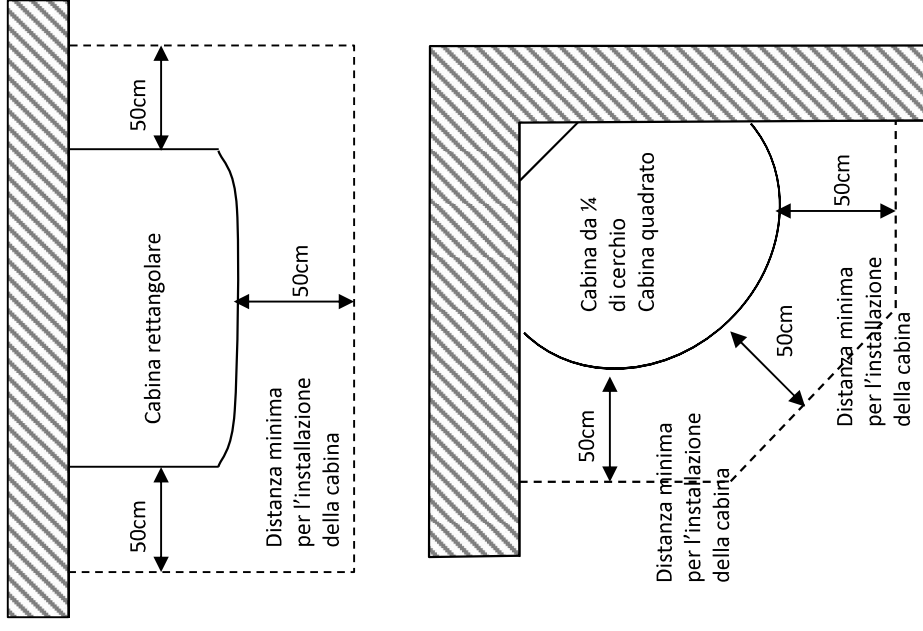 50cm
Cabina rettangolare
50cm
50cm
Distanza minima
per l'installazione
della cabina
Cabina da ¼
di cerchio
Cabina quadrato
50cm
50cm
50cm
Distanza minima
per l'installazione
della cabina
Distanza minima
per l'installazione
della cabina